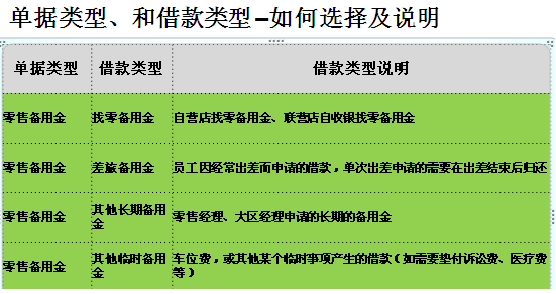 单据类型、和借款类型–如何选择及说明
单据类型 借款类型 借款类型说明
零售备用金 找零备用金 自营店找零备用金、联营店自收银找零备用金
零售备用金 差旅备用金 员工因经常出差而申请的借款，单次出差申请的需要在出差结束后归还
零售备用金 其他长期备用 零售经理、大区经理申请的长期的备用金
金
零售备用金 其他临时备用 车位费，或其他某个临时事项产生的借款（如需要垫付诉讼费、医疗费
金 等）